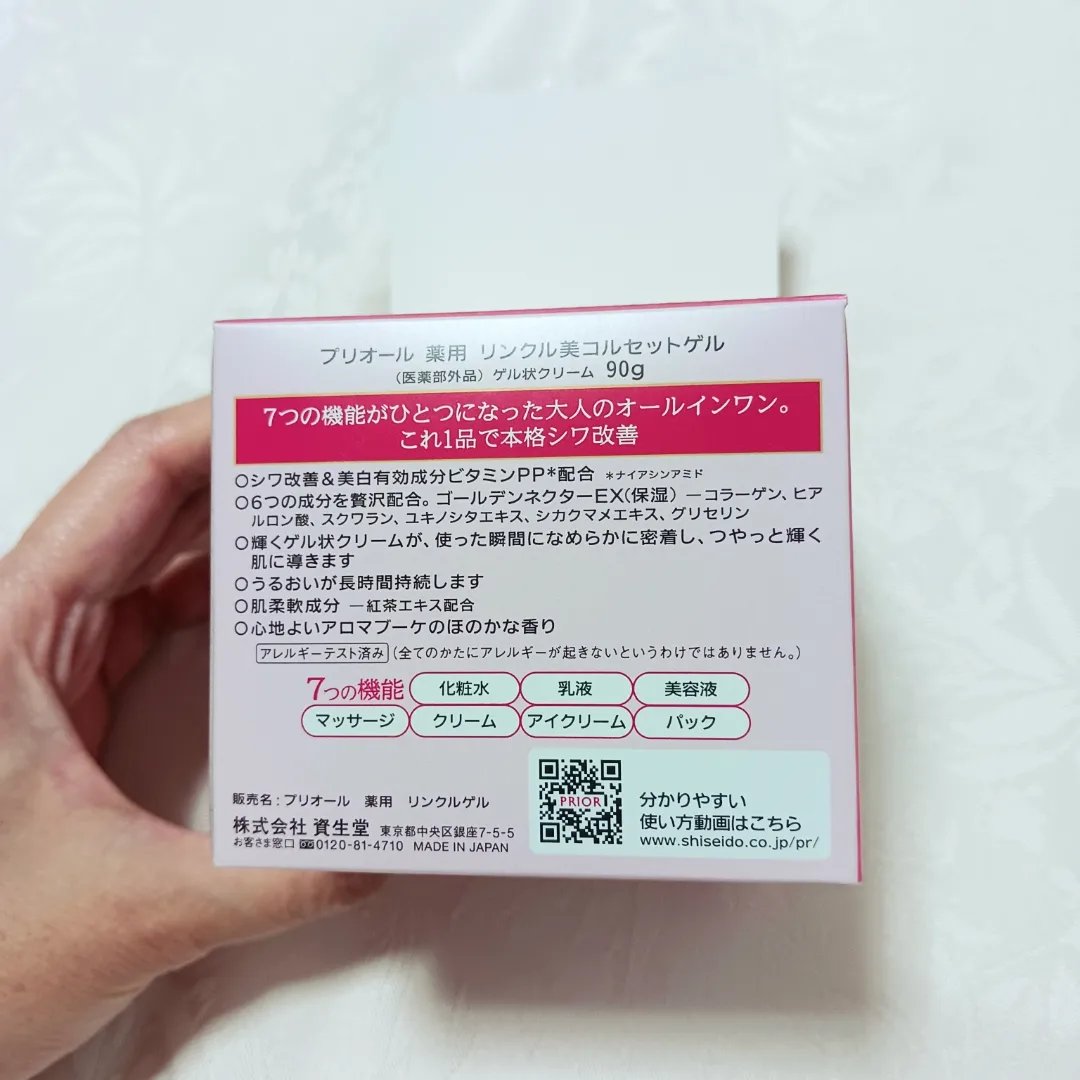 プリオール 薬用 リンクル美コルセットゲル
（医薬部外品）ゲル状クリーム 90g
7つの機能がひとつになった大人のオールインワン。
これ1品で本格シワ改善
○シワ改善＆美白有効成分ビタミンPP*配合 *ナイアシンアミド
○6つの成分を贅沢配合。ゴールデンネクターEX(保湿) ―コラーゲン、ヒア
ルロン酸、スクワラン、ユキノシタエキス、シカクマメエキス、グリセリン
○輝くゲル状クリームが、使った瞬間になめらかに密着し、つやっと輝く
肌に導きます
○うるおいが長時間持続します
○肌柔軟成分 ―紅茶エキス配合
○心地よいアロマブーケのほのかな香り
アレルギーテスト済み（全てのかたにアレルギーが起きないというわけではありません。）
7つの機能 化粧水 乳液 美容液
マッサージ クリーム アイクリーム パック
販売名：プリオール 薬用 リンクルゲル
株式会社 資生堂 東京都中央区銀座7-5-5
お客さま窓口 0120-81-4710 MADE IN JAPAN
PRIOR
分かりやすい
使い方動画はこちら
www.shiseido.co.jp/pr/